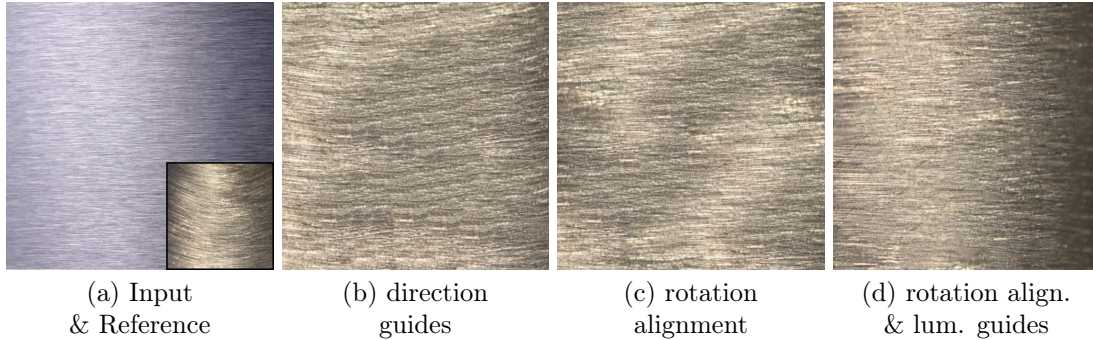 (a) Input
& Reference
(b) direction
guides
(c) rotation
alignment
(d) rotation align.
& lum. guides